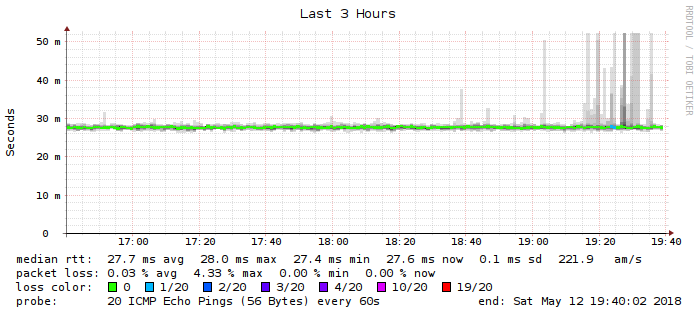 Last 3 Hours
RRDTOOL / TOBI OETIKER
Seconds
50 m
40 m
30 m
20 m
10 m
0
17:00 17:20 17:40 18:00 18:20 18:40 19:00 19:20 19:40
median rtt: 27.7 ms avg 28.0 ms max 27.4 ms min 27.6 ms now 0.1 ms sd 221.9 am/s
packet loss: 0.03 % avg 4.33 % max 0.00 % min 0.00 % now
loss color: 0 1/20 2/20 3/20 4/20 10/20 19/20
probe: 20 ICMP Echo Pings (56 Bytes) every 60s end: Sat May 12 19:40:02 2018